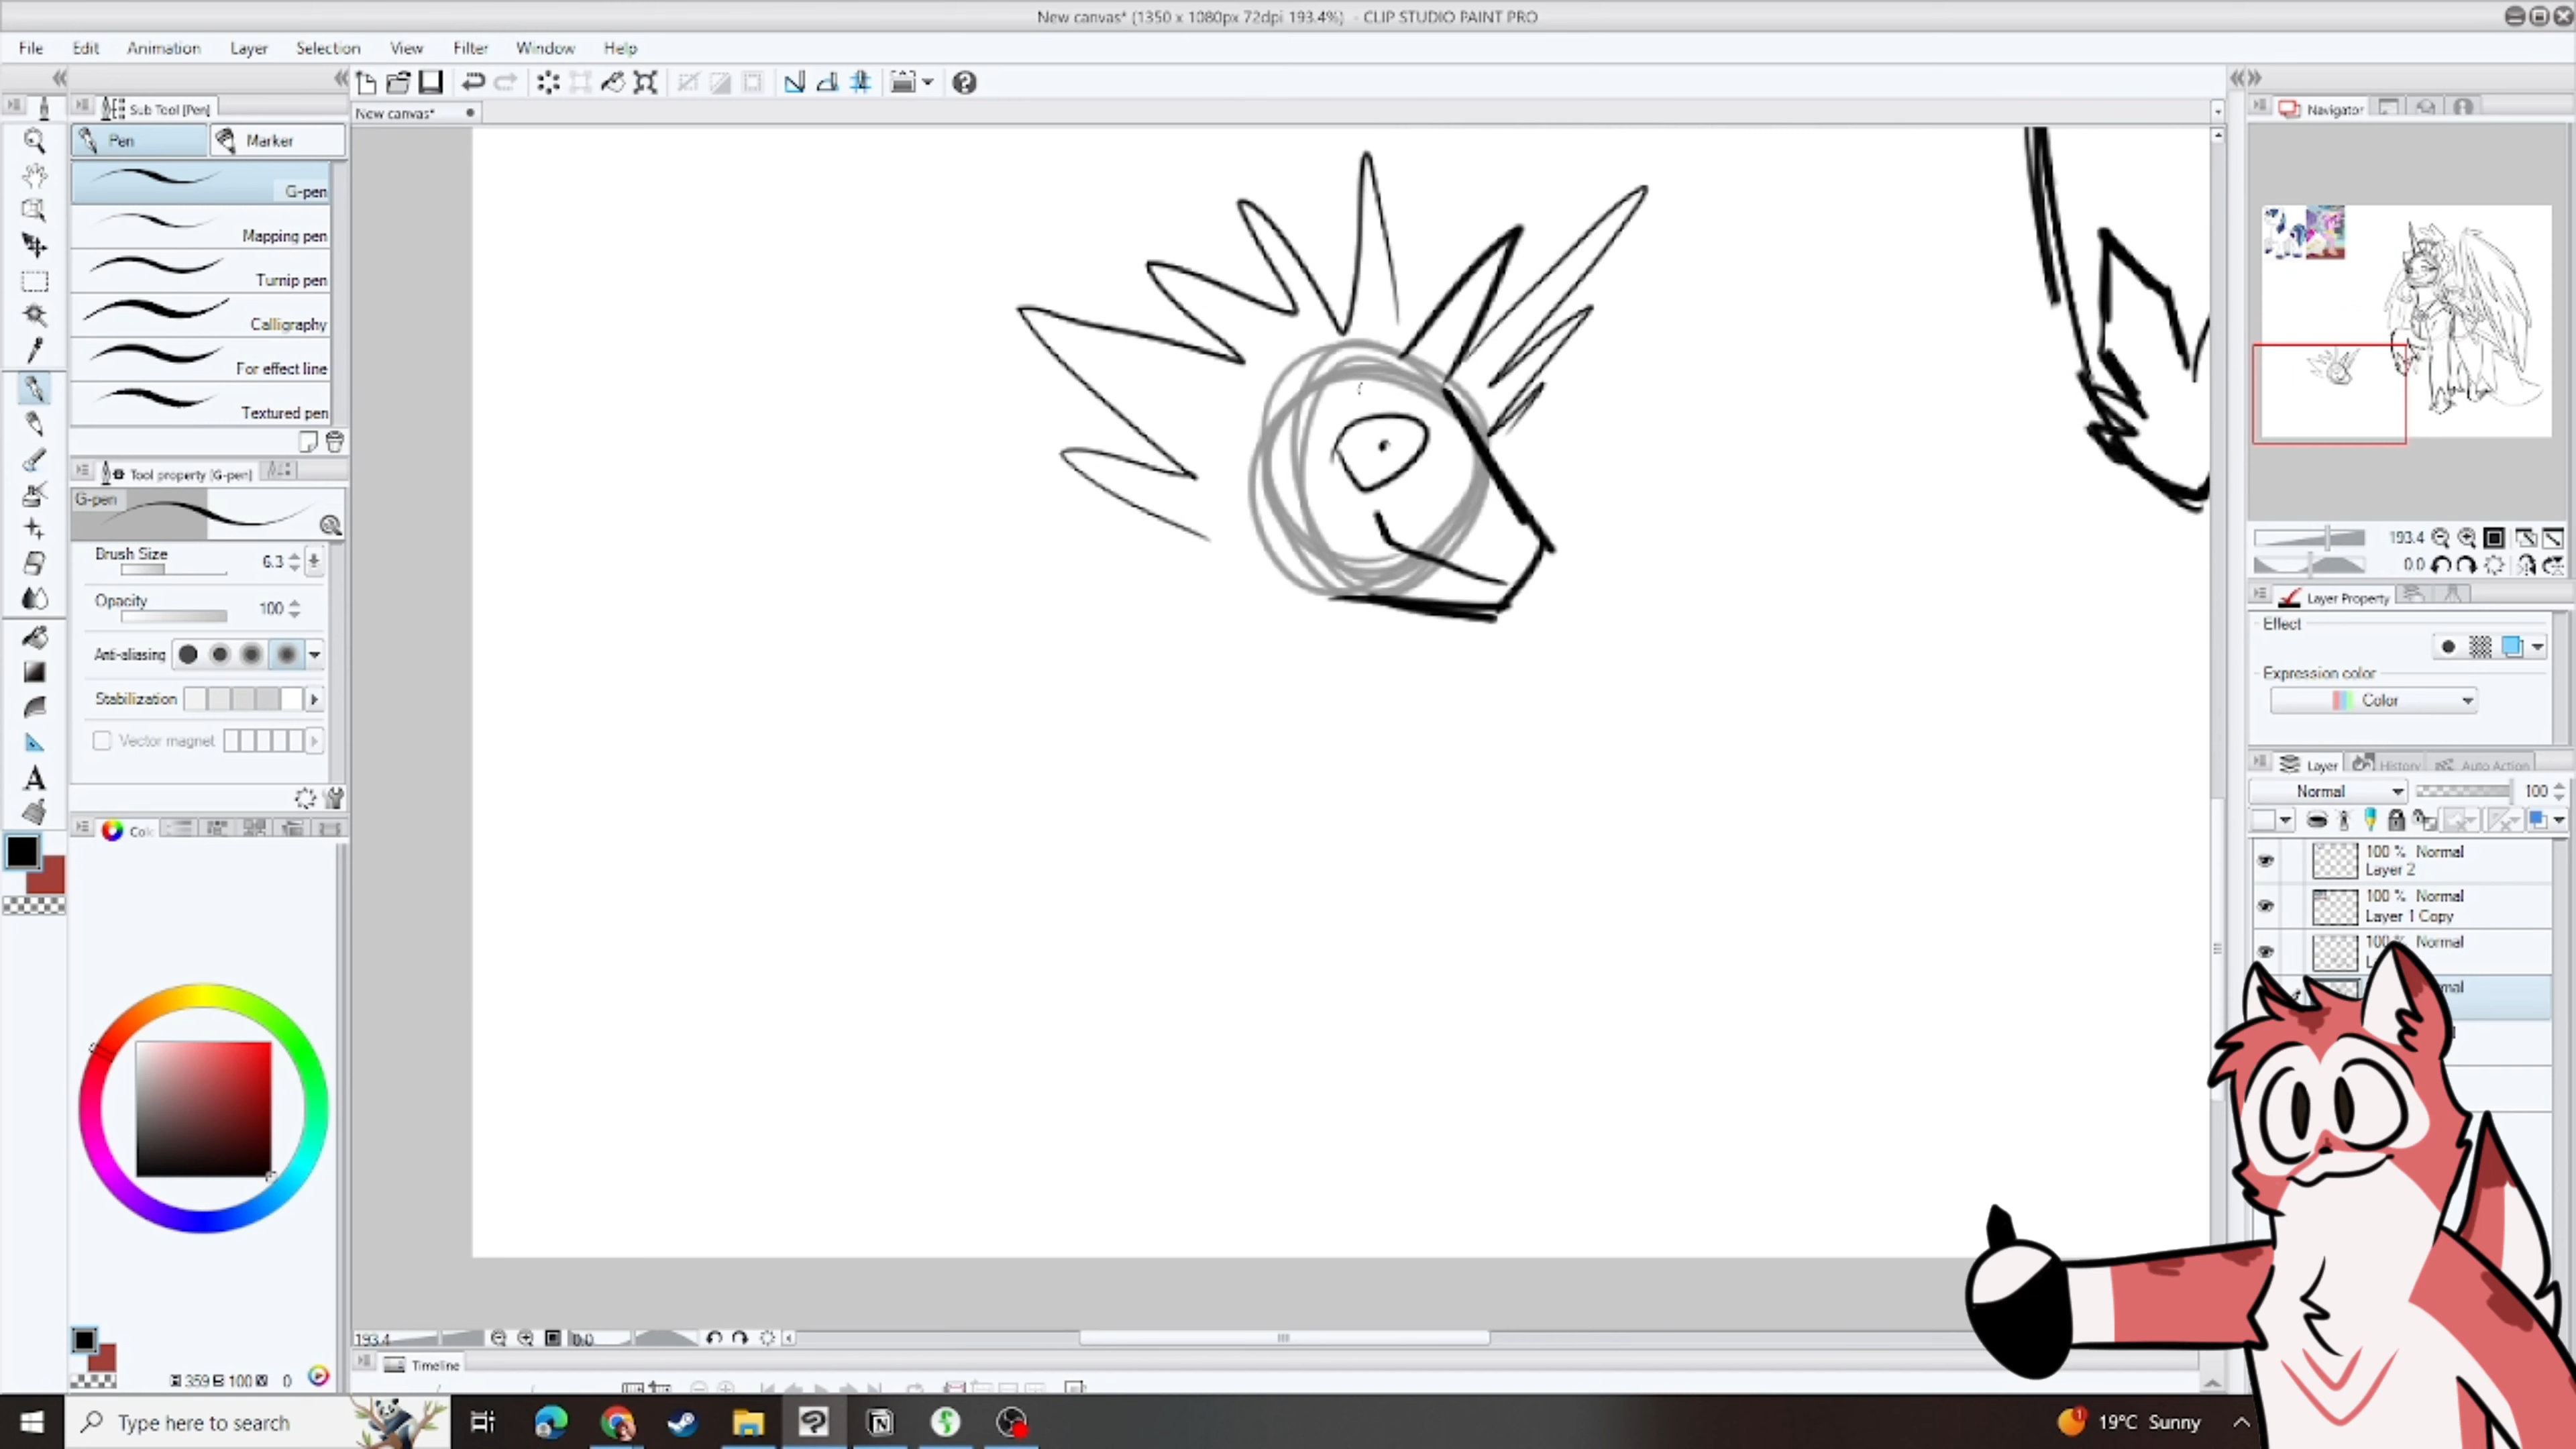 New canvas* (1350 x 1080px 72dpi 193.4%) - CLIP STUDIO PAINT PRO
File Edit Animation Layer Selection View Filter Window Help
Sub Tool [Pen]
New canvas*
Navigator
Pen Marker
G-pen
Mapping pen
Turnip pen
Calligraphy
For effect line
Textured pen
Tool property [G-pen]
G-pen
Brush Size 6.3
Opacity 100
Anti-aliasing
Stabilization
Vector magnet
193.4
0.0
Layer Property
Effect
Expression color
Color
Layer History Auto Action
Normal 100
100 % Normal
Layer 2
100 % Normal
Layer 1 Copy
100 % Normal
359 100 0
193.4 0.0
Timeline
Type here to search
19°C Sunny